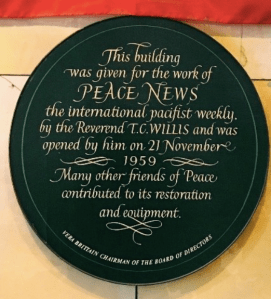 This building
was given for the work of
PEACE NEWS
the international pacifist weekly,
by the Reverend T.C.WILLIS and was
opened by him on 21 November
1959
Many other friends of Peace
contributed to its restoration
and equipment.
VERA BRITTAIN CHAIRMAN OF THE BOARD OF DIRECTORS